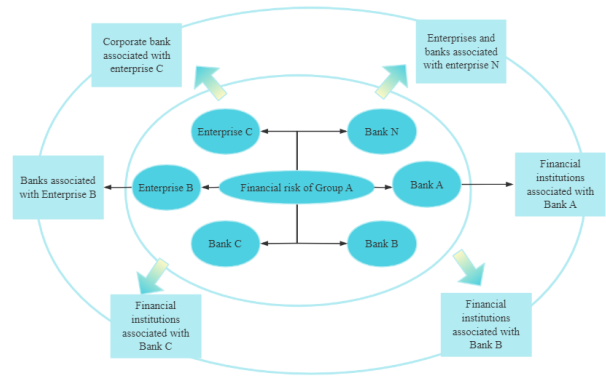 Corporate bank
associated with
enterprise C
Enterprises and
banks associated
with enterprise N
Enterprise C
Bank N
Banks associated
with Enterprise B
Enterprise B
Financial risk of Group A
Bank A
Financial
institutions
associated with
Bank A
Bank C
Bank B
Financial
institutions
associated with
Bank C
Financial
institutions
associated with
Bank B